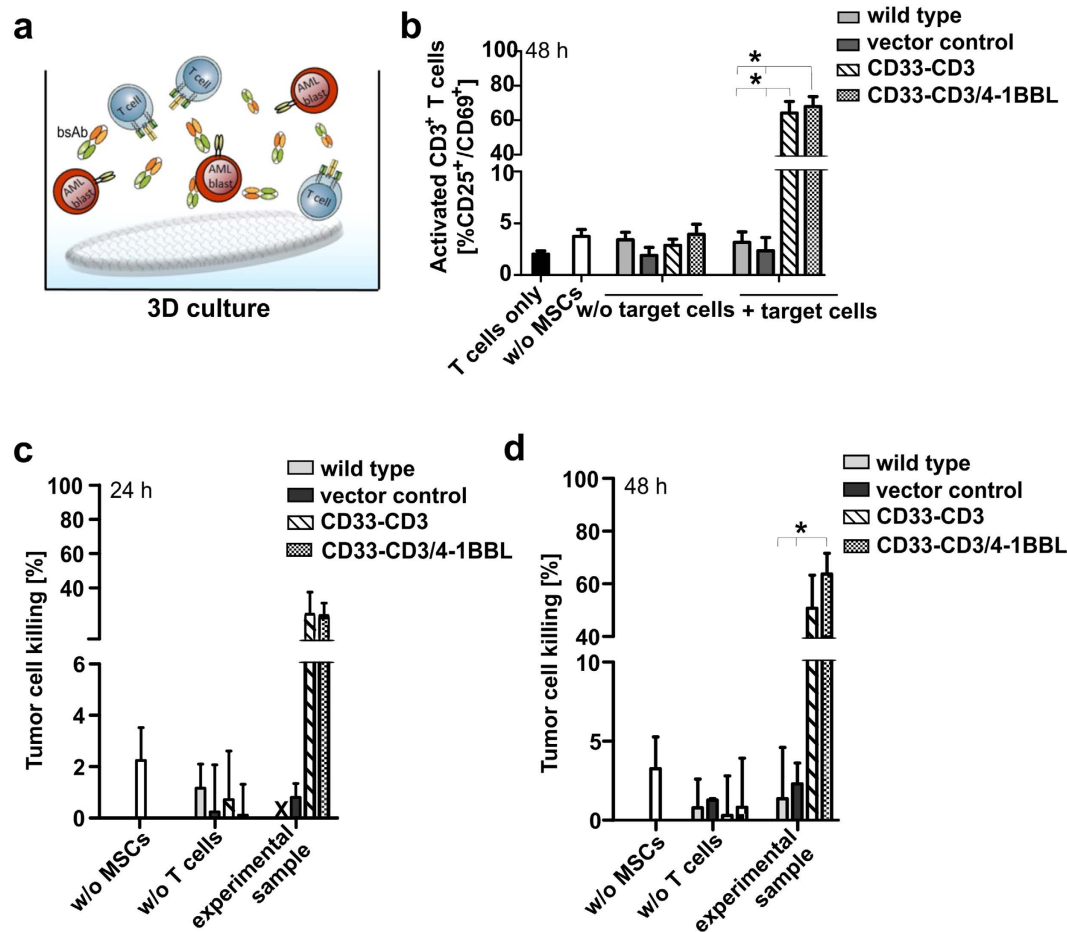 a
T cell
T cell
AML
blast
bsAb
AML
blast
AML
blast
T cell
3D culture
b
wild type
vector control
CD33-CD3
CD33-CD3/4-1BBL
48 h
Activated CD3⁺ T cells
[%CD25⁺/CD69⁺]
100
80
60
40
10
5
0
*
*
T cells only
w/o MSCs
w/o target cells
+ target cells
c
wild type
vector control
CD33-CD3
CD33-CD3/4-1BBL
24 h
Tumor cell killing [%]
100
80
60
40
6
4
2
0
X
w/o MSCs
w/o T cells
experimental
sample
d
wild type
vector control
CD33-CD3
CD33-CD3/4-1BBL
48 h
Tumor cell killing [%]
100
80
60
40
10
5
0
*
w/o MSCs
w/o T cells
experimental
sample